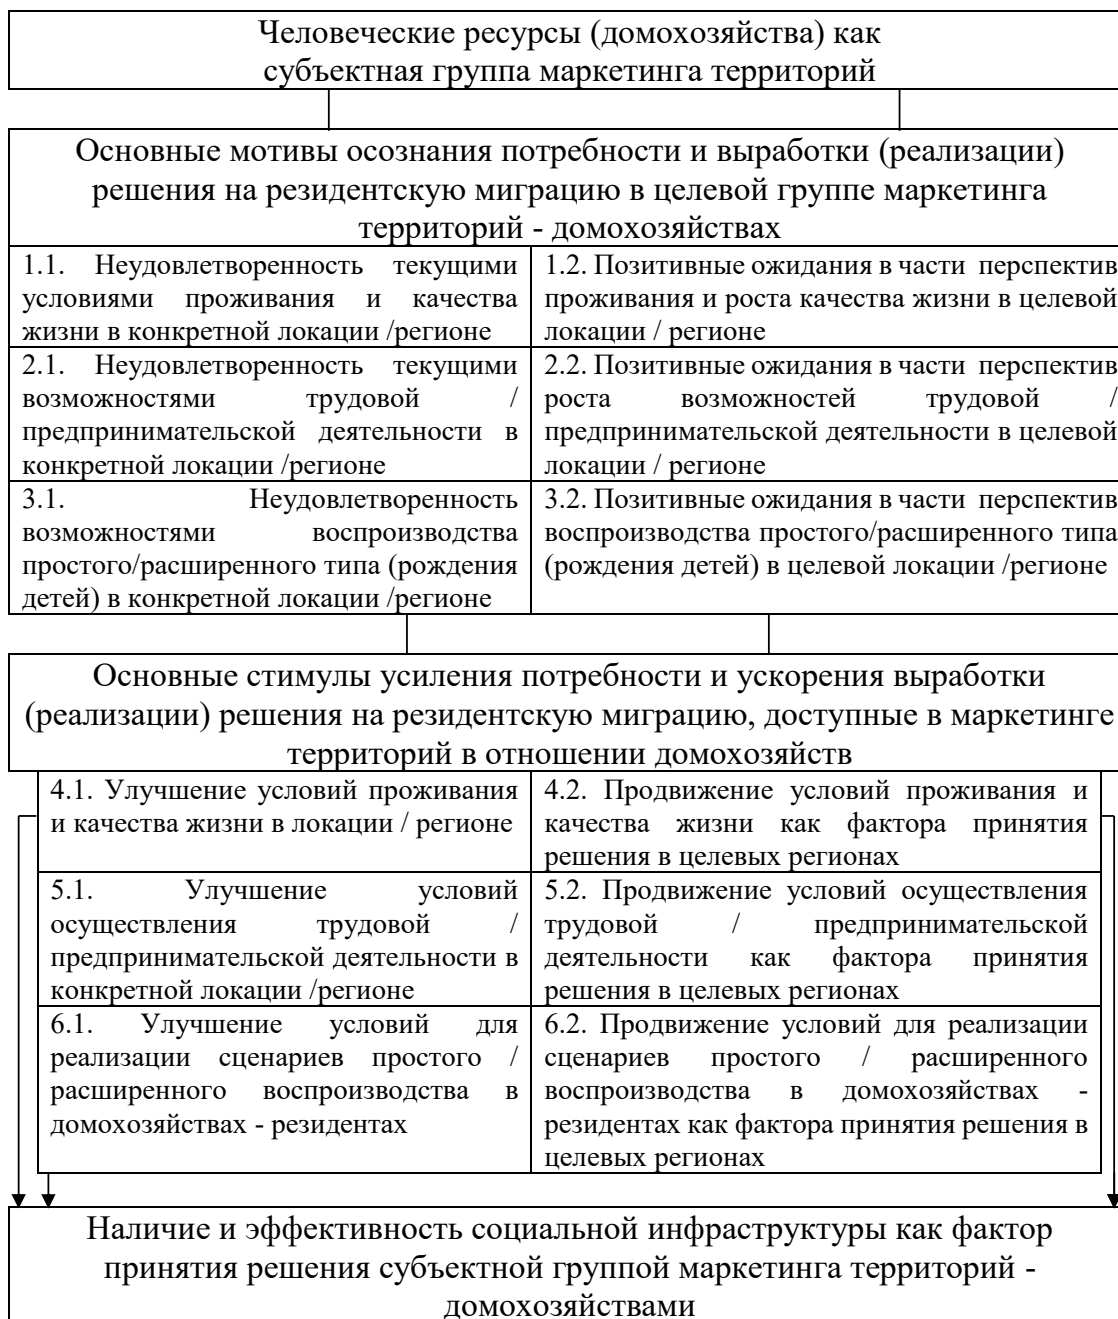 Человеческие ресурсы (домохозяйства) как
субъектная группа маркетинга территорий
Основные мотивы осознания потребности и выработки (реализации)
решения на резидентскую миграцию в целевой группе маркетинга
территорий - домохозяйствах
1.1. Неудовлетворенность текущими
условиями проживания и качества
жизни в конкретной локации /регионе
1.2. Позитивные ожидания в части перспектив
проживания и роста качества жизни в целевой
локации / регионе
2.1. Неудовлетворенность текущими
возможностями трудовой /
предпринимательской деятельности в
конкретной локации /регионе
2.2. Позитивные ожидания в части перспектив
роста возможностей трудовой /
предпринимательской деятельности в целевой
локации / регионе
3.1. Неудовлетворенность
возможностями воспроизводства
простого/расширенного типа (рождения
детей) в конкретной локации /регионе
3.2. Позитивные ожидания в части перспектив
воспроизводства простого/расширенного типа
(рождения детей) в целевой локации /регионе
Основные стимулы усиления потребности и ускорения выработки
(реализации) решения на резидентскую миграцию, доступные в маркетинге
территорий в отношении домохозяйств
4.1. Улучшение условий проживания
и качества жизни в локации / регионе
4.2. Продвижение условий проживания и
качества жизни как фактора принятия
решения в целевых регионах
5.1. Улучшение условий
осуществления трудовой /
предпринимательской деятельности в
конкретной локации /регионе
5.2. Продвижение условий осуществления
трудовой / предпринимательской
деятельности как фактора принятия
решения в целевых регионах
6.1. Улучшение условий для
реализации сценариев простого /
расширенного воспроизводства в
домохозяйствах - резидентах
6.2. Продвижение условий для реализации
сценариев простого / расширенного
воспроизводства в домохозяйствах -
резидентах как фактора принятия решения в
целевых регионах
Наличие и эффективность социальной инфраструктуры как фактор
принятия решения субъектной группой маркетинга территорий -
домохозяйствами